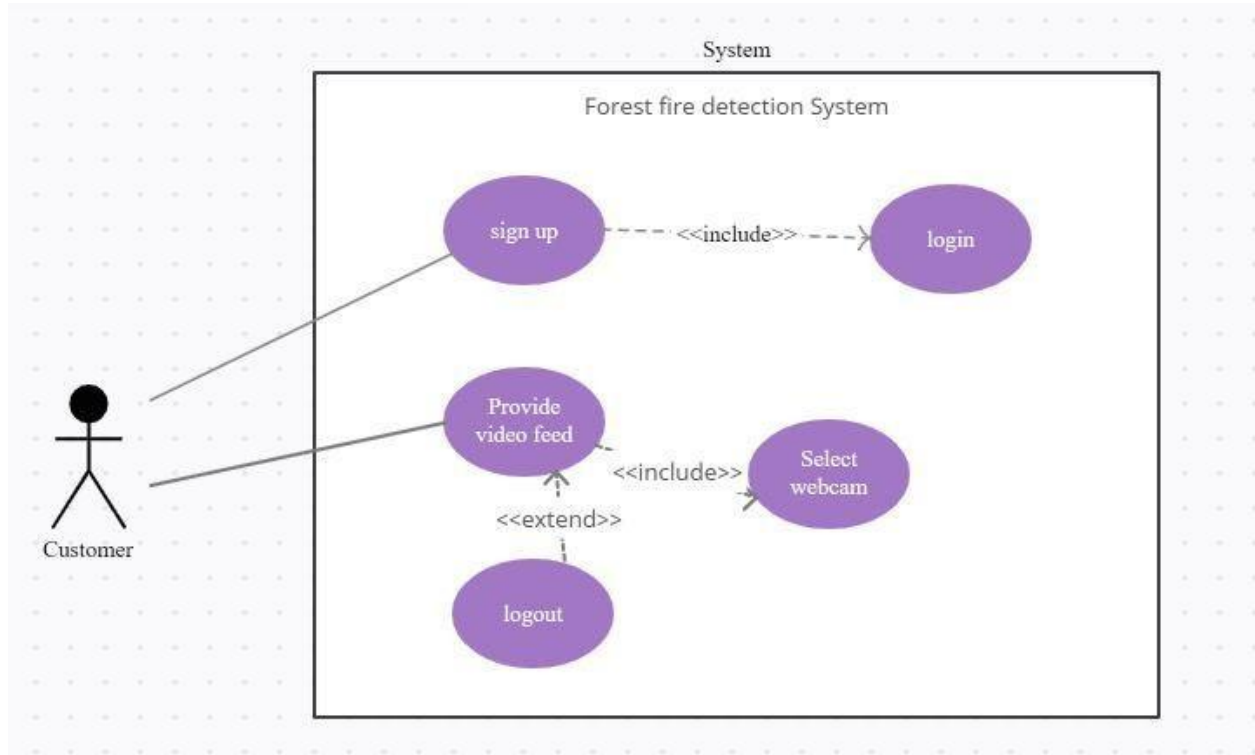 System
Forest fire detection System
sign up
<<include>>
login
Provide
video feed
<<include>>
Select
webcam
<<extend>>
logout
Customer